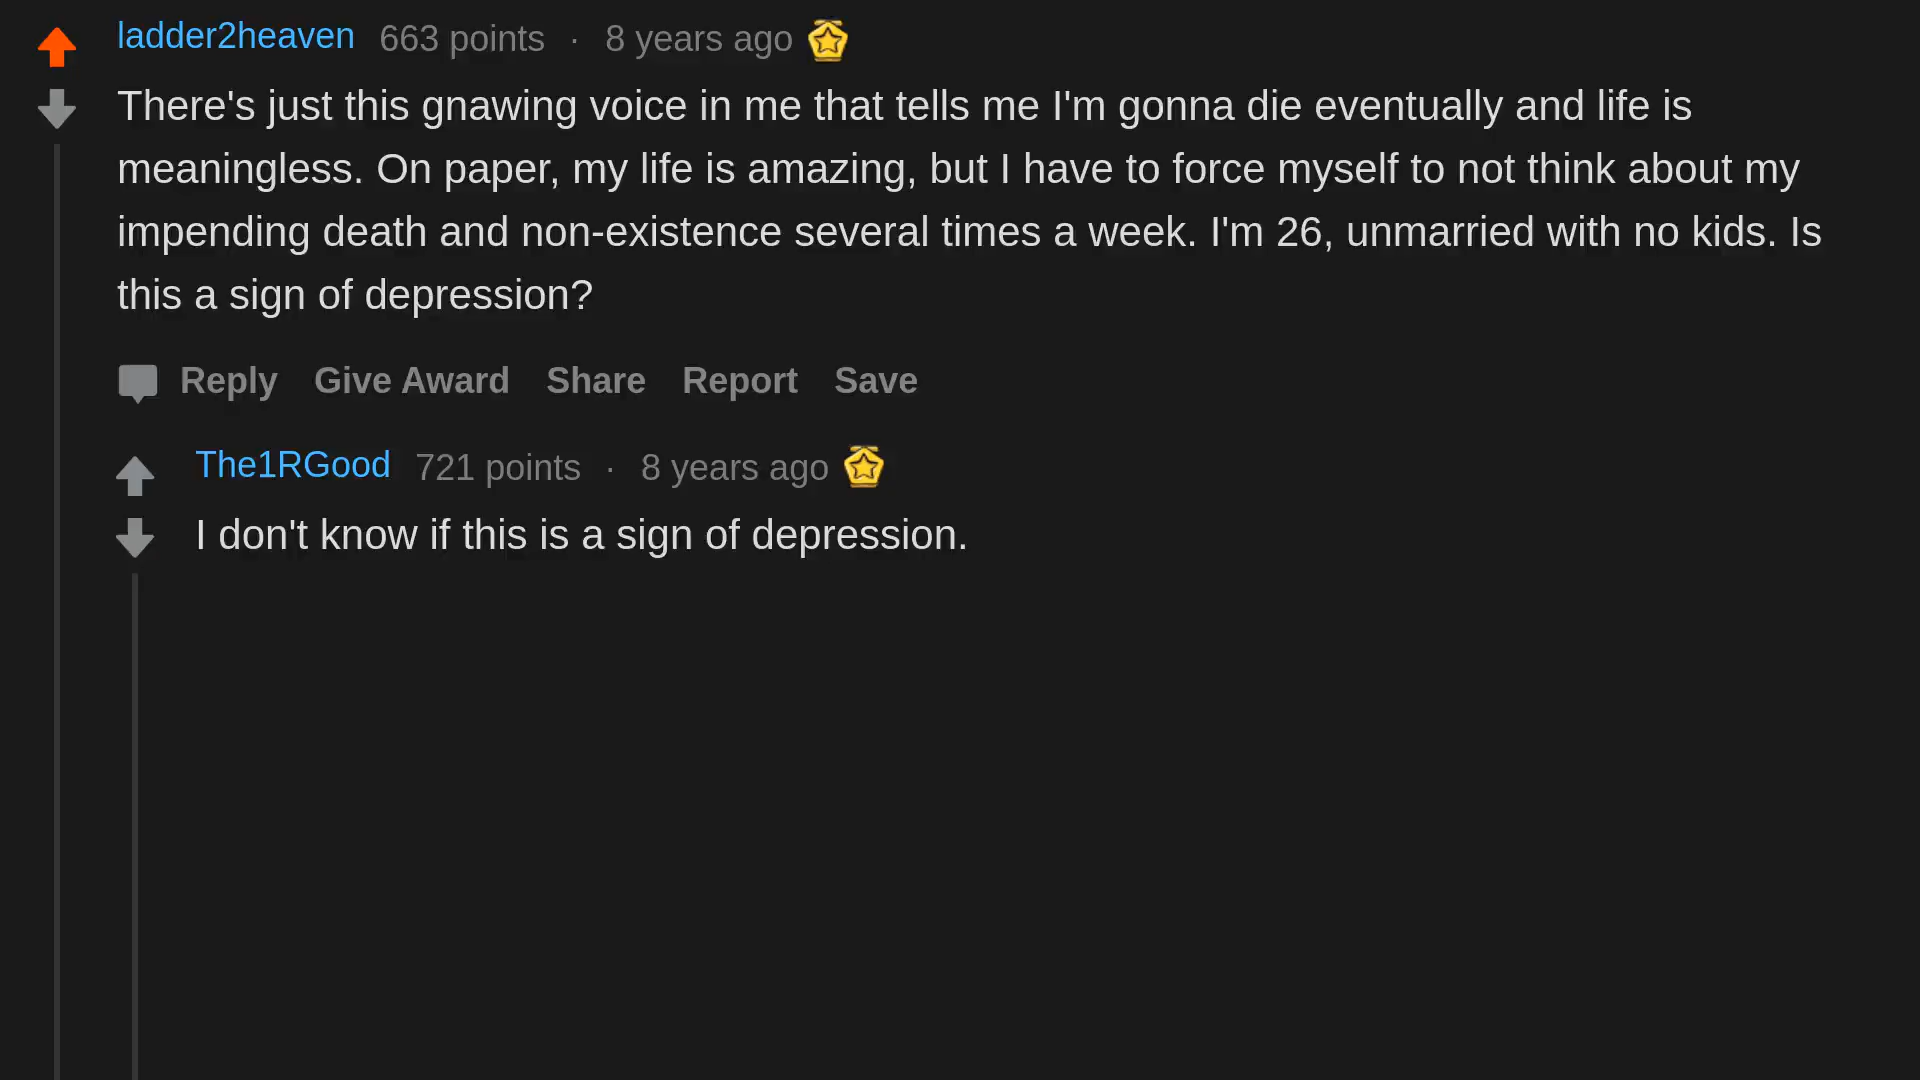 ladder2heaven 663 points · 8 years ago
There's just this gnawing voice in me that tells me I'm gonna die eventually and life is
meaningless. On paper, my life is amazing, but I have to force myself to not think about my
impending death and non-existence several times a week. I'm 26, unmarried with no kids. Is
this a sign of depression?
Reply Give Award Share Report Save
The1RGood 721 points · 8 years ago
I don't know if this is a sign of depression.